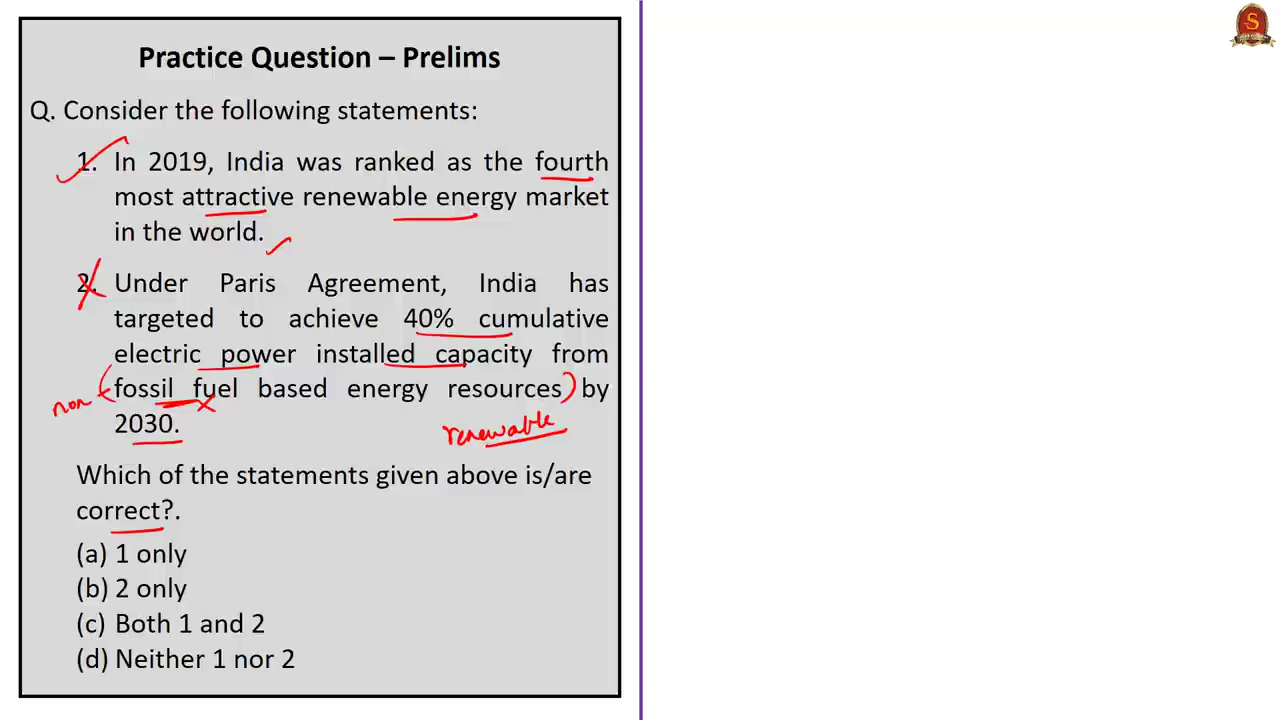 Practice Question – Prelims
Q. Consider the following statements:
1. In 2019, India was ranked as the fourth
most attractive renewable energy market
in the world.
2. Under Paris Agreement, India has
targeted to achieve 40% cumulative
electric power installed capacity from
non (fossil fuel based energy resources) by
2030.
renewable
Which of the statements given above is/are
correct?.
(a) 1 only
(b) 2 only
(c) Both 1 and 2
(d) Neither 1 nor 2
S